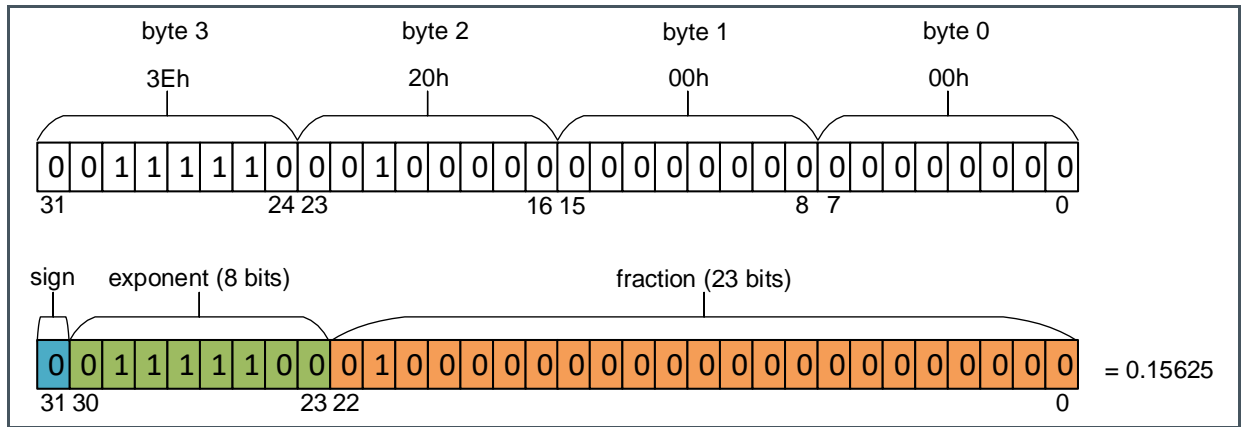 byte 3 byte 2 byte 1 byte 0
3Eh 20h 00h 00h
0 0 1 1 1 1 1 0 0 0 1 0 0 0 0 0 0 0 0 0 0 0 0 0 0 0 0 0 0 0 0 0
31 24 23 16 15 8 7 0
sign exponent (8 bits) fraction (23 bits)
0 0 1 1 1 1 1 0 0 0 1 0 0 0 0 0 0 0 0 0 0 0 0 0 0 0 0 0 0 0 0 0 = 0.15625
31 30 23 22 0